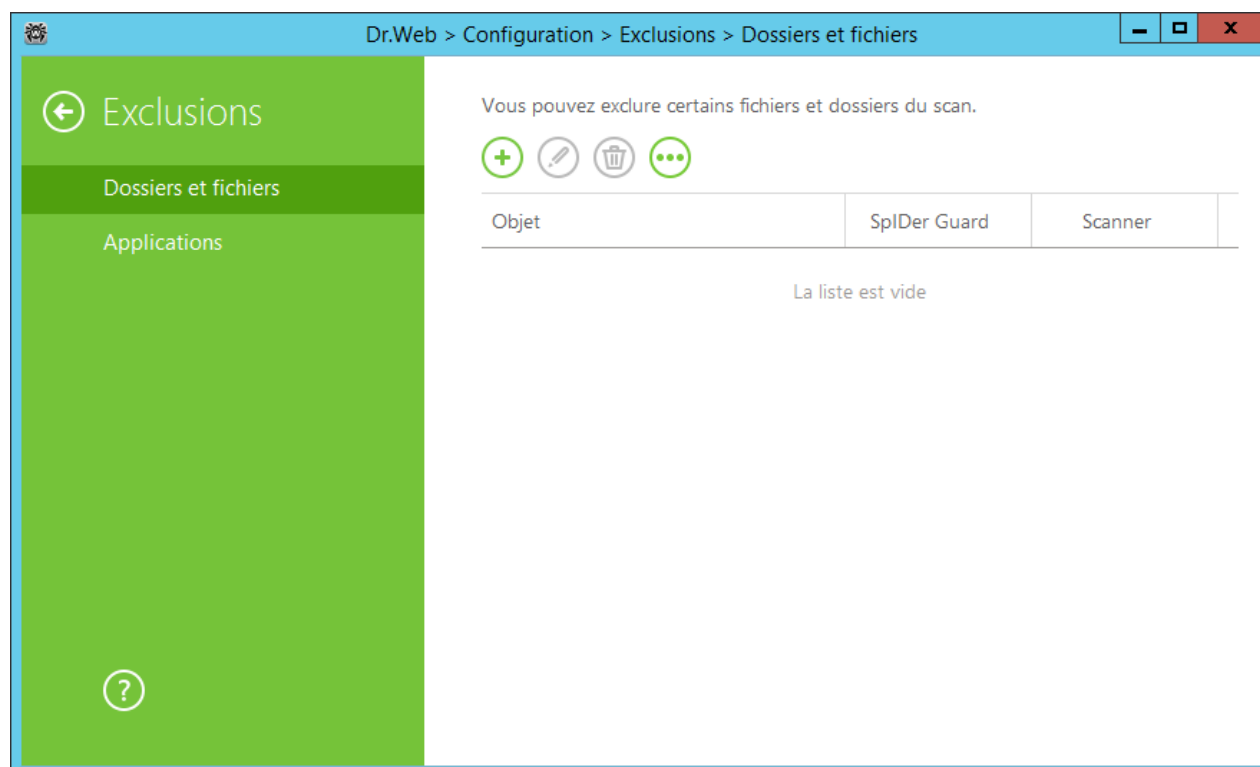 Dr.Web > Configuration > Exclusions > Dossiers et fichiers
Exclusions
Dossiers et fichiers
Applications
Vous pouvez exclure certains fichiers et dossiers du scan.
Objet SpIDer Guard Scanner
La liste est vide
?